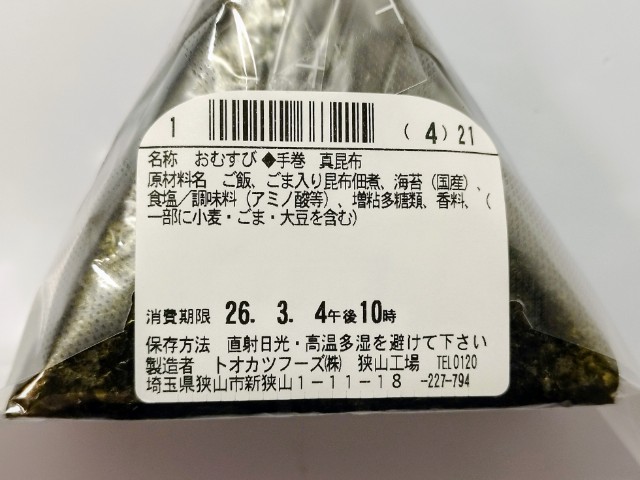 1 (4)21
名称 おむすび◆手巻 真昆布
原材料名 ご飯、ごま入り昆布佃煮、海苔(国産)、
食塩/調味料(アミノ酸等)、増粘多糖類、香料、(
一部に小麦・ごま・大豆を含む)
消費期限 26. 3. 4午後10時
保存方法 直射日光・高温多湿を避けて下さい
製造者 トオカツフーズ㈱ 狭山工場 TEL0120
埼玉県狭山市新狭山1-11-18 -227-794